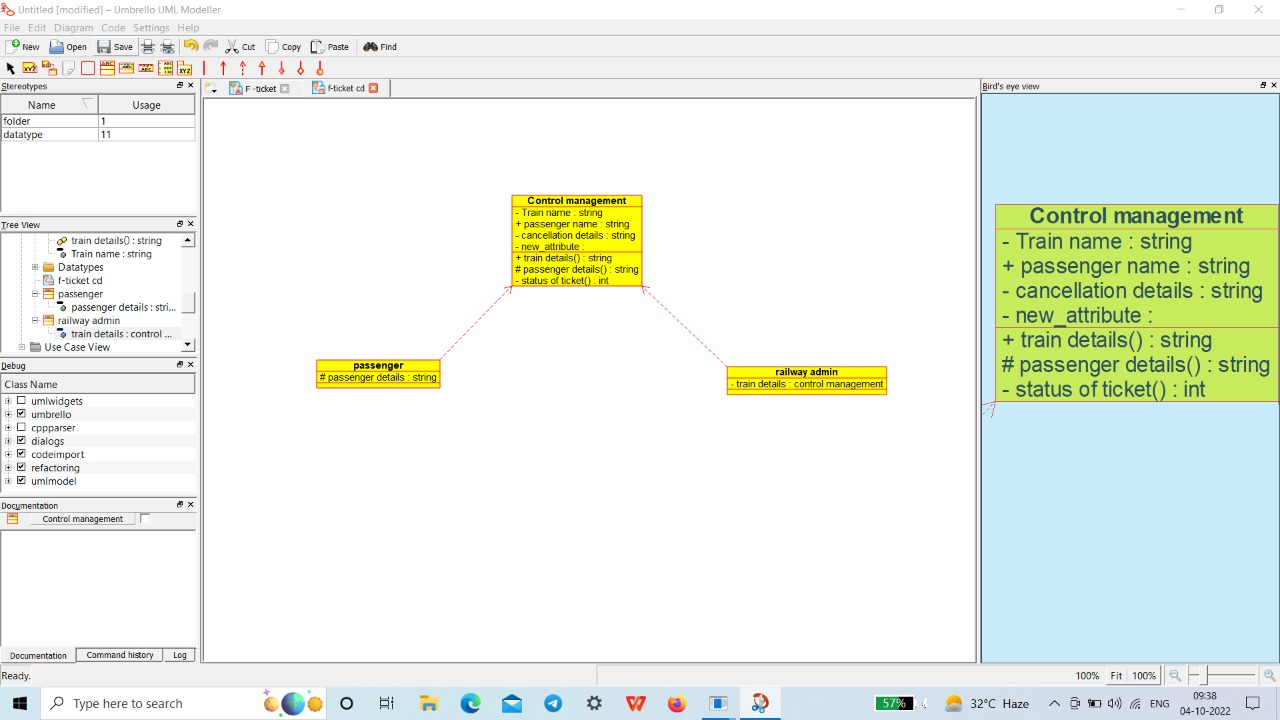 Untitled [modified] – Umbrello UML Modeller
File Edit Diagram Code Settings Help
New Open Save Cut Copy Paste Find
Stereotypes
Name Usage
folder 1
datatype 11
Tree View
train details() : string
Train name : string
Datatypes
f-ticket cd
passenger
passenger details : stri...
railway admin
train details : control ...
Use Case View
Debug
Class Name
umlwidgets
umbrello
cppparser
dialogs
codeimport
refactoring
umlmodel
Documentation
Control management
Documentation Command history Log
F -ticket f-ticket cd
Control management
- Train name : string
+ passenger name : string
- cancellation details : string
- new_attribute :
+ train details() : string
# passenger details() : string
- status of ticket() : int
passenger
# passenger details : string
railway admin
- train details : control management
Bird's eye view
Control management
- Train name : string
+ passenger name : string
- cancellation details : string
- new_attribute :
+ train details() : string
# passenger details() : string
- status of ticket() : int
Ready.
100% Fit 100%
Type here to search
57%
32°C Haze
ENG
09:38
04-10-2022